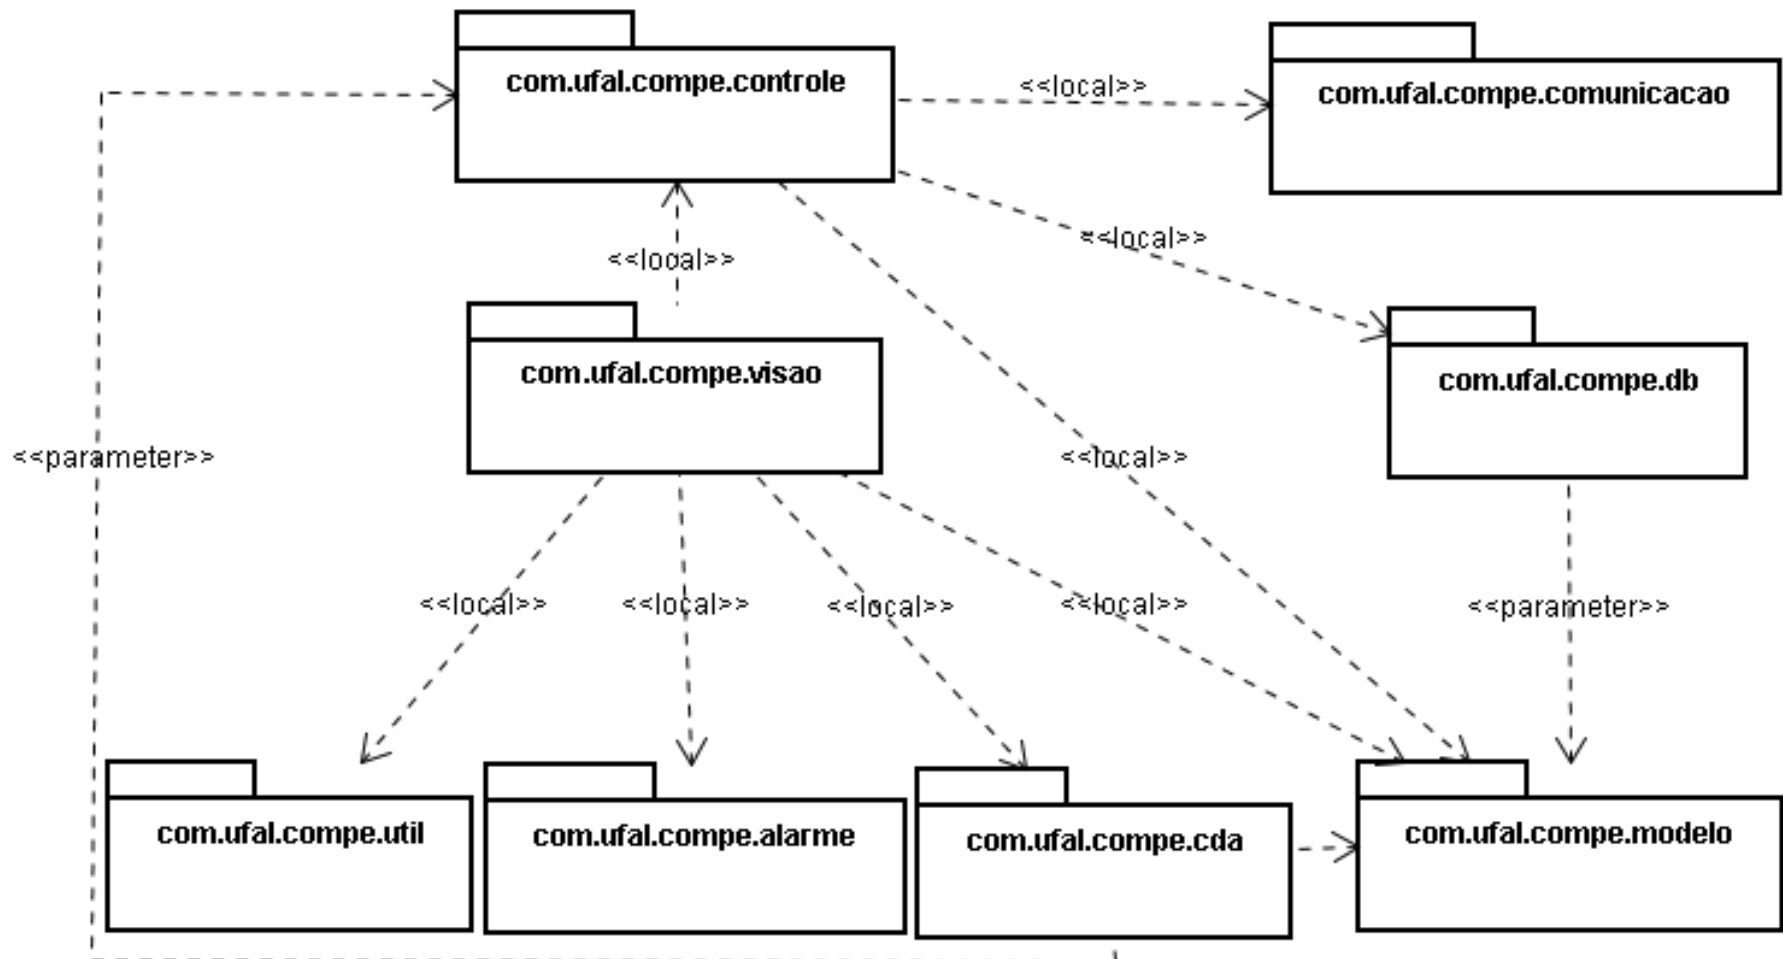 com.ufal.compe.controle
<<local>>
com.ufal.compe.comunicacao
<<local>>
<<local>>
com.ufal.compe.visao
com.ufal.compe.db
<<parameter>>
<<local>>
<<local>>
<<local>>
<<local>>
<<local>>
<<parameter>>
com.ufal.compe.util
com.ufal.compe.alarme
com.ufal.compe.cda
com.ufal.compe.modelo